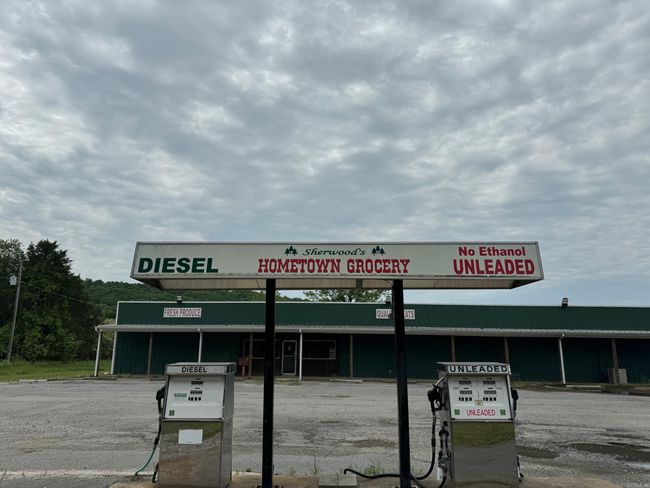 DIESEL
Sherwood's
HOMETOWN GROCERY
No Ethanol
UNLEADED
FRESH PRODUCE
DIESEL
UNLEADED
UNLEADED